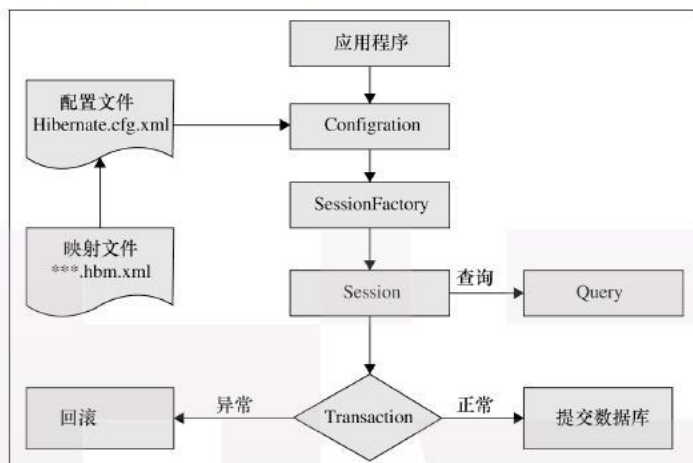 应用程序
配置文件
Hibernate.cfg.xml
Configration
SessionFactory
映射文件
***.hbm.xml
Session
查询
Query
回滚
异常
Transaction
正常
提交数据库